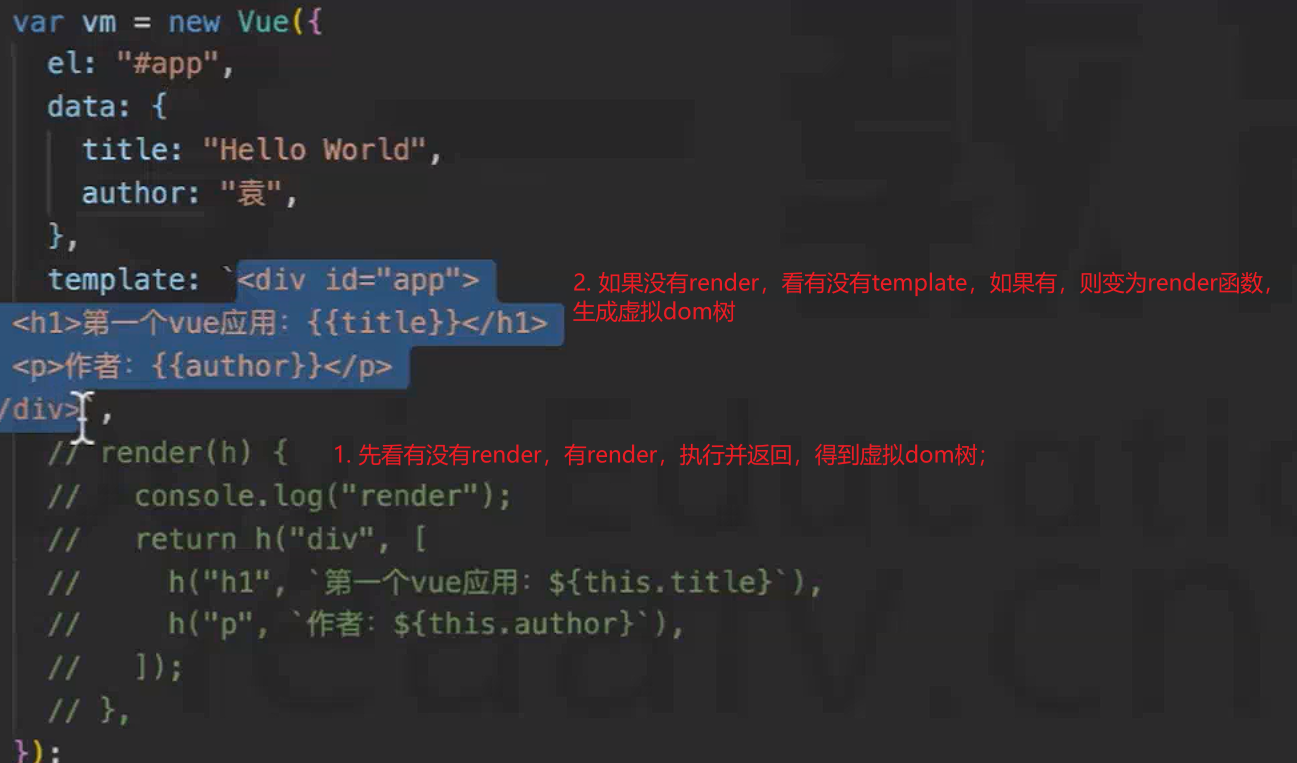 var vm = new Vue({
el: "#app",
data: {
title: "Hello World",
author: "袁",
},
template: `<div id="app">
<h1>第一个vue应用：{{title}}</h1>
<p>作者：{{author}}</p>
/div>`,
// render(h) {
// console.log("render");
// return h("div", [
// h("h1", `第一个vue应用：${this.title}`),
// h("p", `作者：${this.author}`),
// ]);
// },
});
2. 如果没有render，看有没有template，如果有，则变为render函数，
生成虚拟dom树
1. 先看有没有render，有render，执行并返回，得到虚拟dom树；